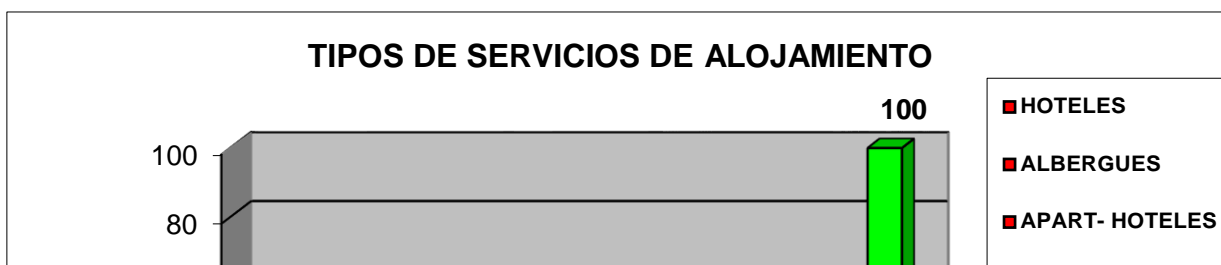 TIPOS DE SERVICIOS DE ALOJAMIENTO
100
100
80
HOTELES
ALBERGUES
APART- HOTELES